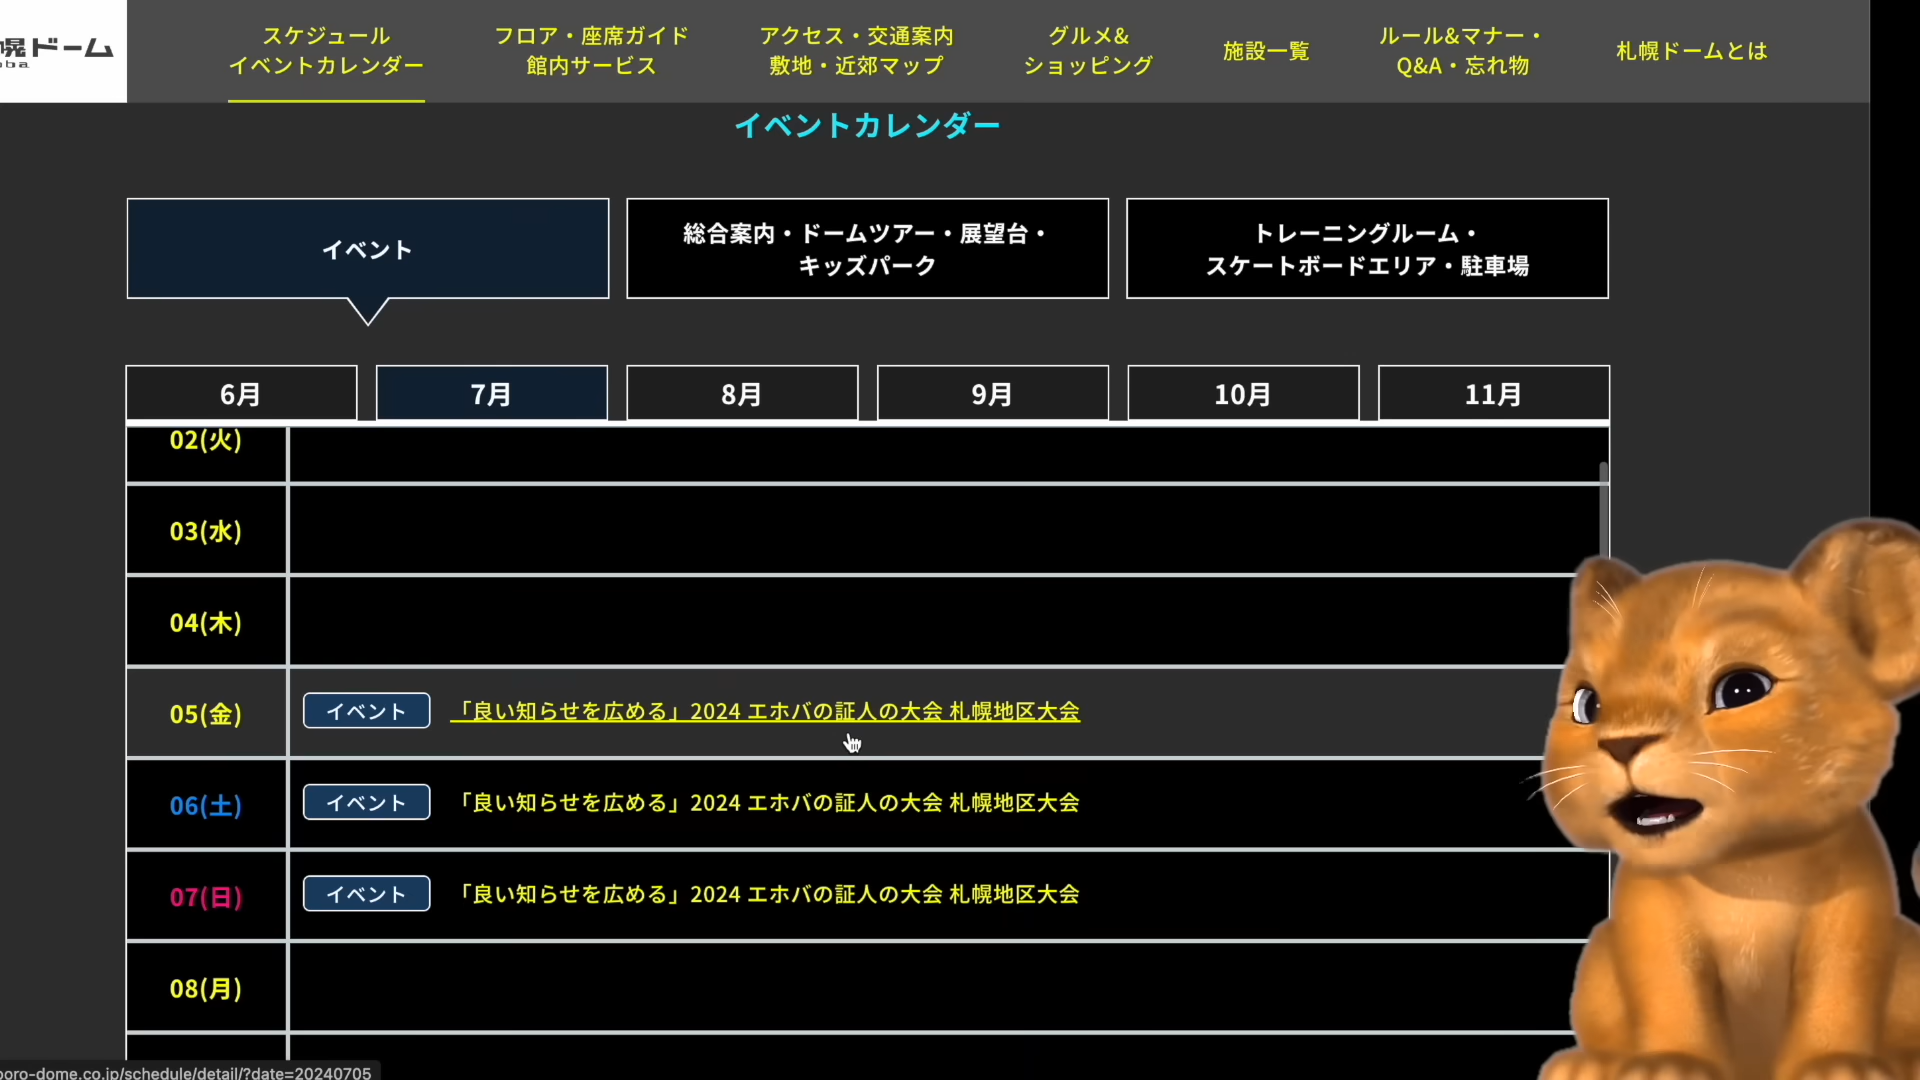 幌ドーム
oba
スケジュール
イベントカレンダー
フロア・座席ガイド
館内サービス
アクセス・交通案内
敷地・近郊マップ
グルメ&
ショッピング
施設一覧
ルール&マナー・
Q&A・忘れ物
札幌ドームとは
イベントカレンダー
イベント
総合案内・ドームツアー・展望台・
キッズパーク
トレーニングルーム・
スケートボードエリア・駐車場
6月
7月
8月
9月
10月
11月
02(火)
03(水)
04(木)
05(金) イベント 「良い知らせを広める」2024 エホバの証人の大会 札幌地区大会
06(土) イベント 「良い知らせを広める」2024 エホバの証人の大会 札幌地区大会
07(日) イベント 「良い知らせを広める」2024 エホバの証人の大会 札幌地区大会
08(月)
poro-dome.co.jp/schedule/detail/?date=20240705